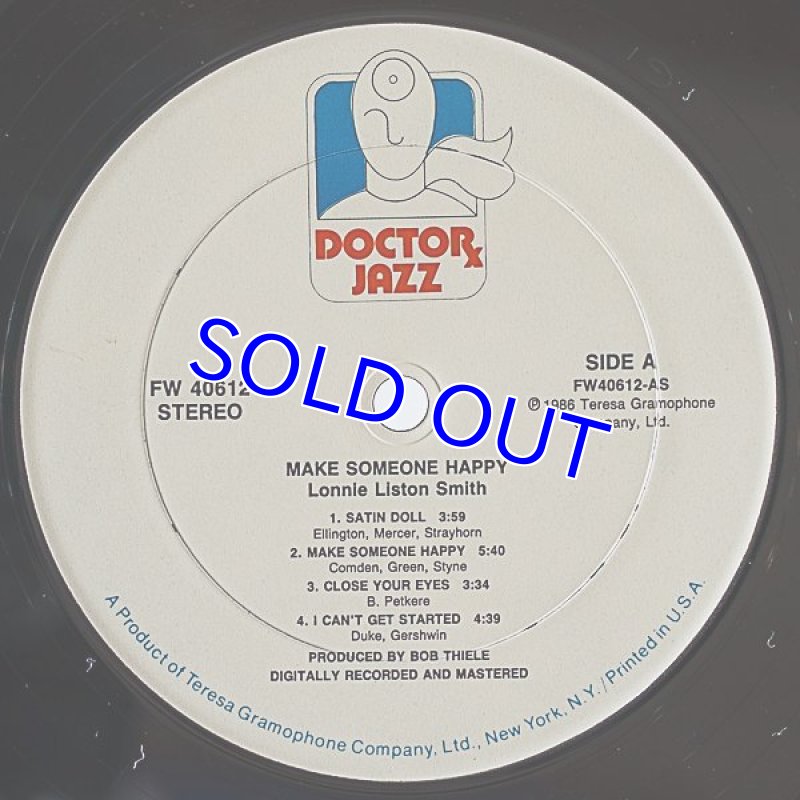 DOCTORx
JAZZ
SOLD OUT
FW 40612
STEREO
SIDE A
FW40612-AS
℗ 1986 Teresa Gramophone
Ltd.
MAKE SOMEONE HAPPY
Lonnie Liston Smith
1. SATIN DOLL 3:59
Ellington, Mercer, Strayhorn
2. MAKE SOMEONE HAPPY 5:40
Comden, Green, Styne
3. CLOSE YOUR EYES 3:34
B. Petkere
4. I CAN'T GET STARTED 4:39
Duke, Gershwin
PRODUCED BY BOB THIELE
DIGITALLY RECORDED AND MASTERED
A Product of Teresa Gramophone Company, Ltd., New York, N.Y./Printed in U.S.A.